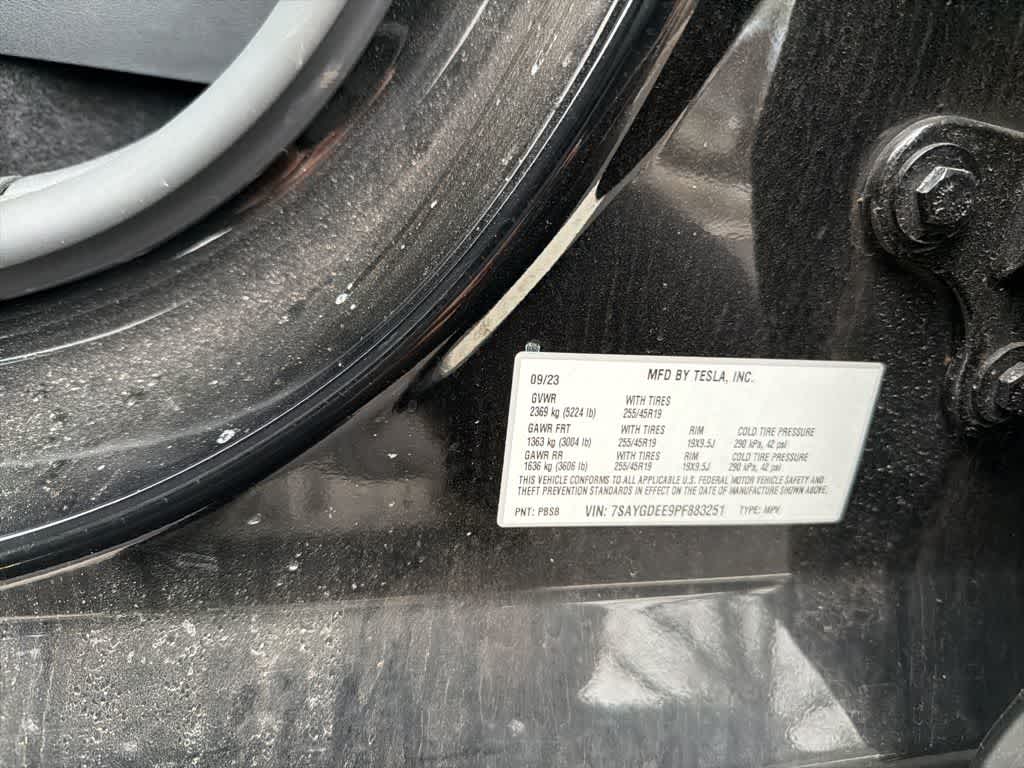 09/23 MFD BY TESLA, INC.
GVWR WITH TIRES
2369 kg (5224 lb) 255/45R19
GAWR FRT WITH TIRES RIM COLD TIRE PRESSURE
1363 kg (3004 lb) 255/45R19 19X9.5J 290 kPa, 42 psi
GAWR RR WITH TIRES RIM COLD TIRE PRESSURE
1636 kg (3606 lb) 255/45R19 19X9.5J 290 kPa, 42 psi
THIS VEHICLE CONFORMS TO ALL APPLICABLE U.S. FEDERAL MOTOR VEHICLE SAFETY AND
THEFT PREVENTION STANDARDS IN EFFECT ON THE DATE OF MANUFACTURE SHOWN ABOVE.
PNT: PBSB VIN: 7SAYGDEE9PF883251 TYPE: MPV